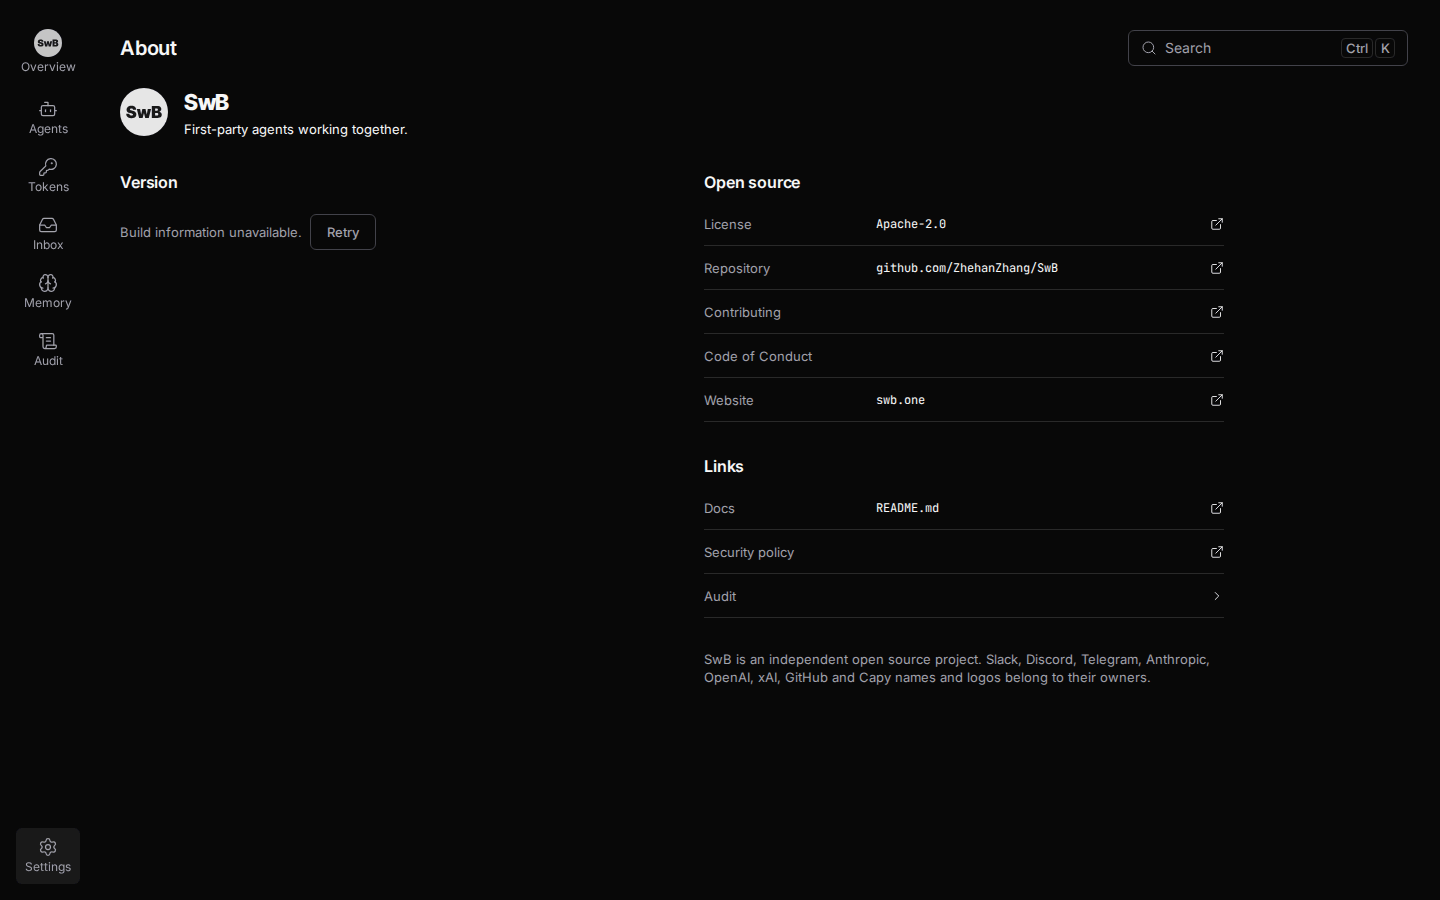 SwB
Overview
Agents
Tokens
Inbox
Memory
Audit
Settings
About
Search
Ctrl K
SwB
SwB
First-party agents working together.
Version
Build information unavailable.
Retry
Open source
License Apache-2.0
Repository github.com/ZhehanZhang/SwB
Contributing
Code of Conduct
Website swb.one
Links
Docs README.md
Security policy
Audit
SwB is an independent open source project. Slack, Discord, Telegram, Anthropic,
OpenAI, xAI, GitHub and Capy names and logos belong to their owners.